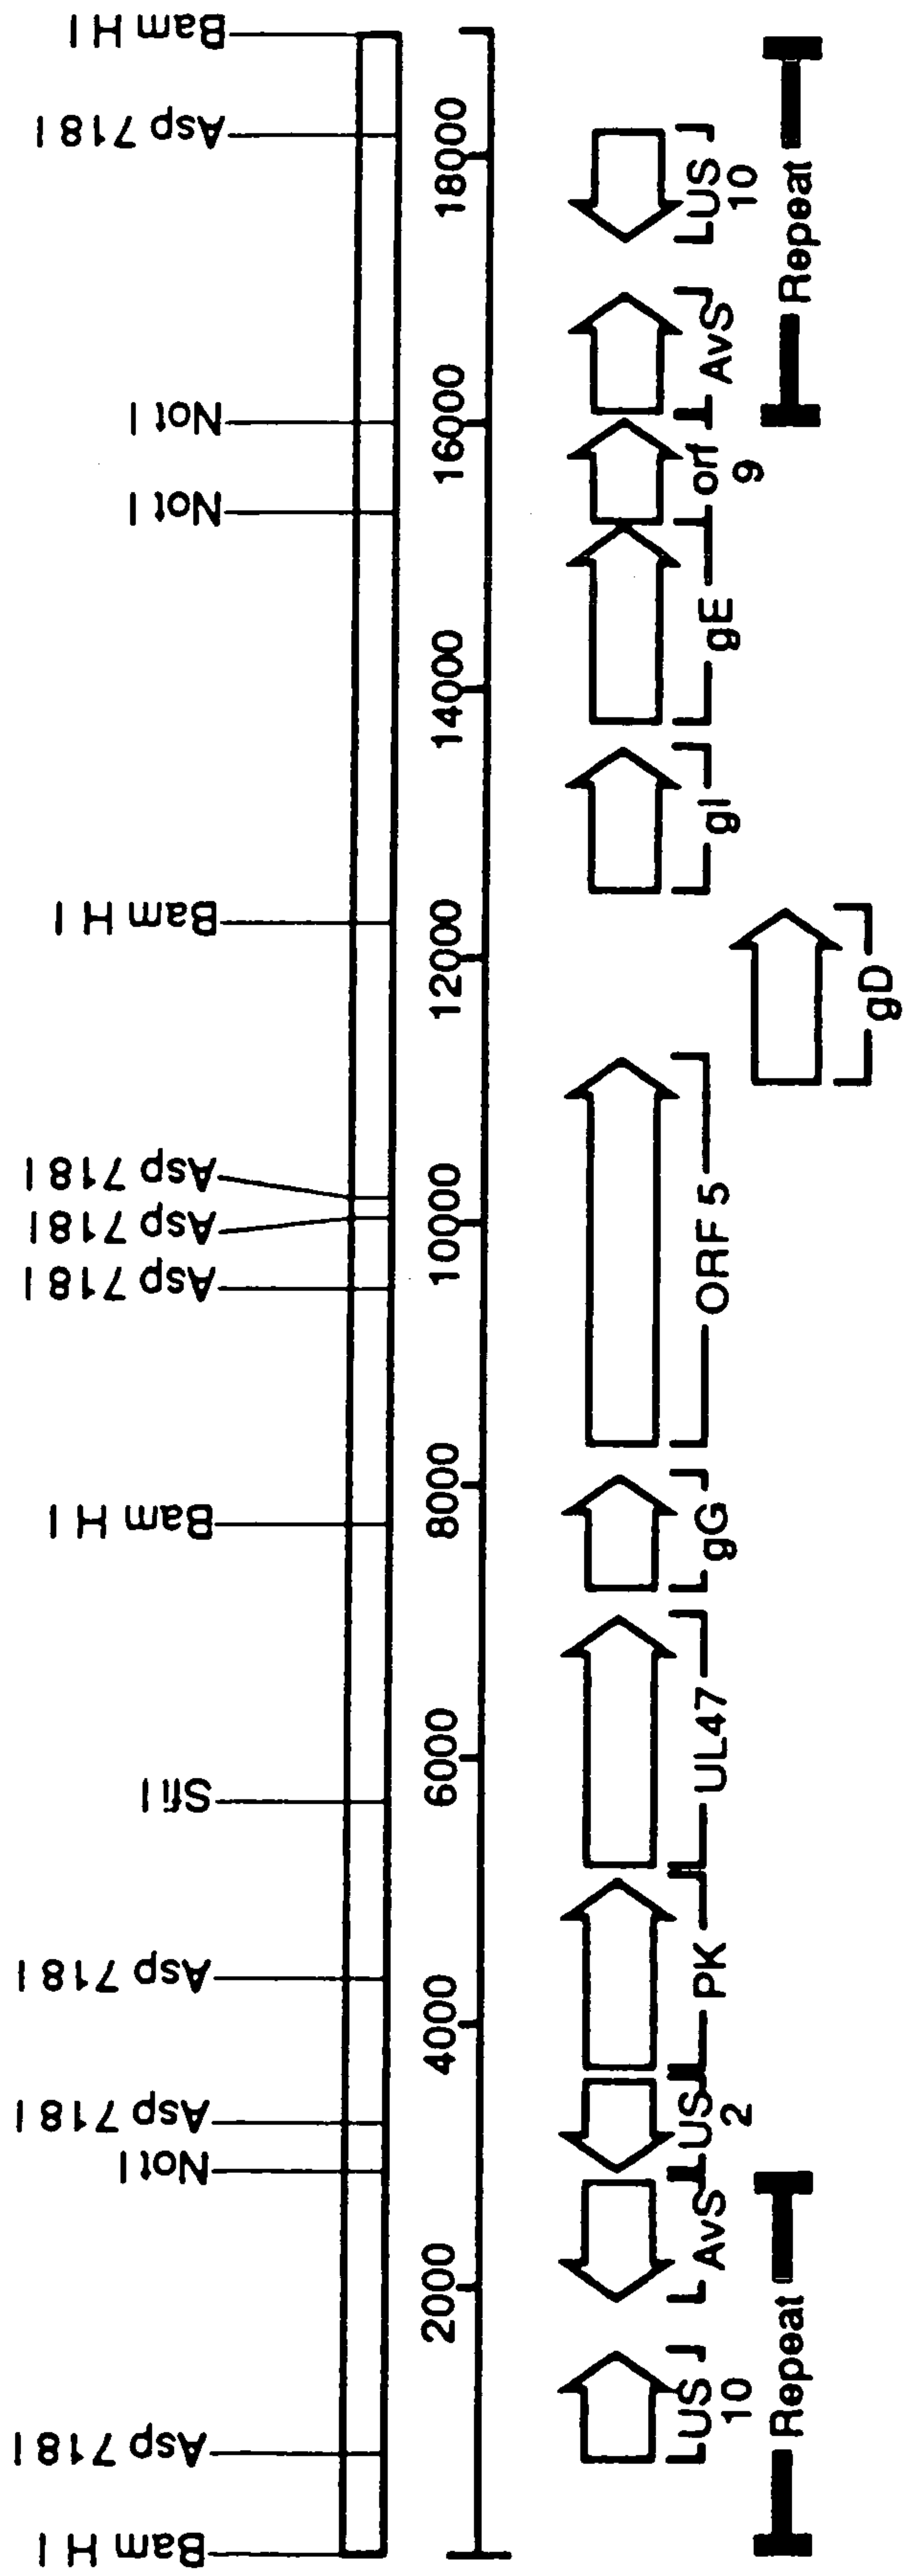 Bam H I
Asp 718 I
Not I
Asp 718 I
Asp 718 I
Sfi I
Bam H I
Asp 718 I
Asp 718 I
Asp 718 I
Bam H I
Not I
Not I
Asp 718 I
Bam H I
2000
4000
6000
8000
10000
12000
14000
16000
18000
US
10
AvS
US
2
PK
UL47
gG
ORF 5
gD
gI
gE
orf
9
AvS
US
10
Repeat
Repeat